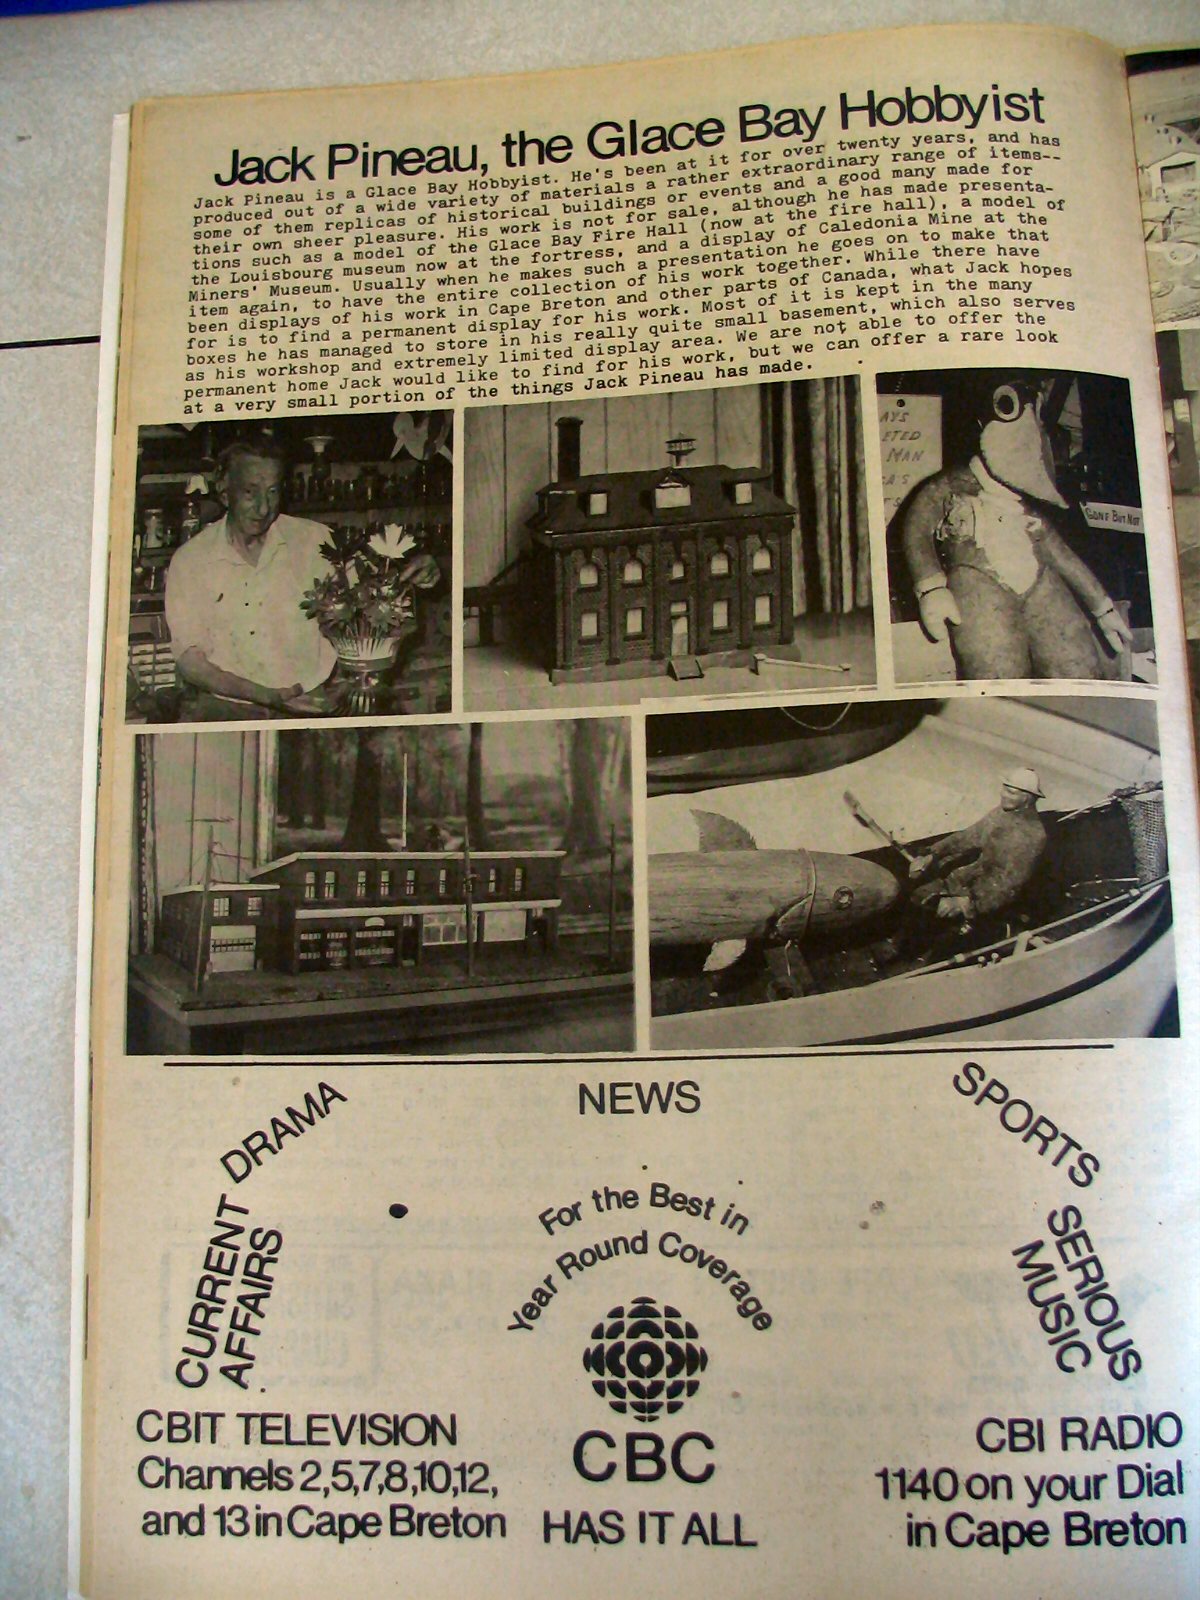 Jack Pineau, the Glace Bay Hobbyist
Jack Pineau is a Glace Bay Hobbyist. He's been at it for over twenty years, and has
produced out of a wide variety of materials a rather extraordinary range of items--
some of them replicas of historical buildings or events and a good many made for
their own sheer pleasure. His work is not for sale, although he has made presenta-
tions such as a model of the Glace Bay Fire Hall (now at the fire hall), a model of
the Louisbourg museum now at the fortress, and a display of Caledonia Mine at the
Miners' Museum. Usually when he makes such a presentation he goes on to make that
item again, to have the entire collection of his work together. While there have
been displays of his work in Cape Breton and other parts of Canada, what Jack hopes
for is to find a permanent display for his work. Most of it is kept in the many
boxes he has managed to store in his really quite small basement, which also serves
as his workshop and extremely limited display area. We are not able to offer the
permanent home Jack would like to find for his work, but we can offer a rare look
at a very small portion of the things Jack Pineau has made.
AYS
ETED
MAN
A'S
GONE BUT NOT
DRAMA
NEWS
SPORTS
CURRENT
AFFAIRS
For the Best in
Year Round Coverage
SERIOUS
MUSIC
CBIT TELEVISION
Channels 2,5,7,8,10,12,
and 13 in Cape Breton
CBC
HAS IT ALL
CBI RADIO
1140 on your Dial
in Cape Breton